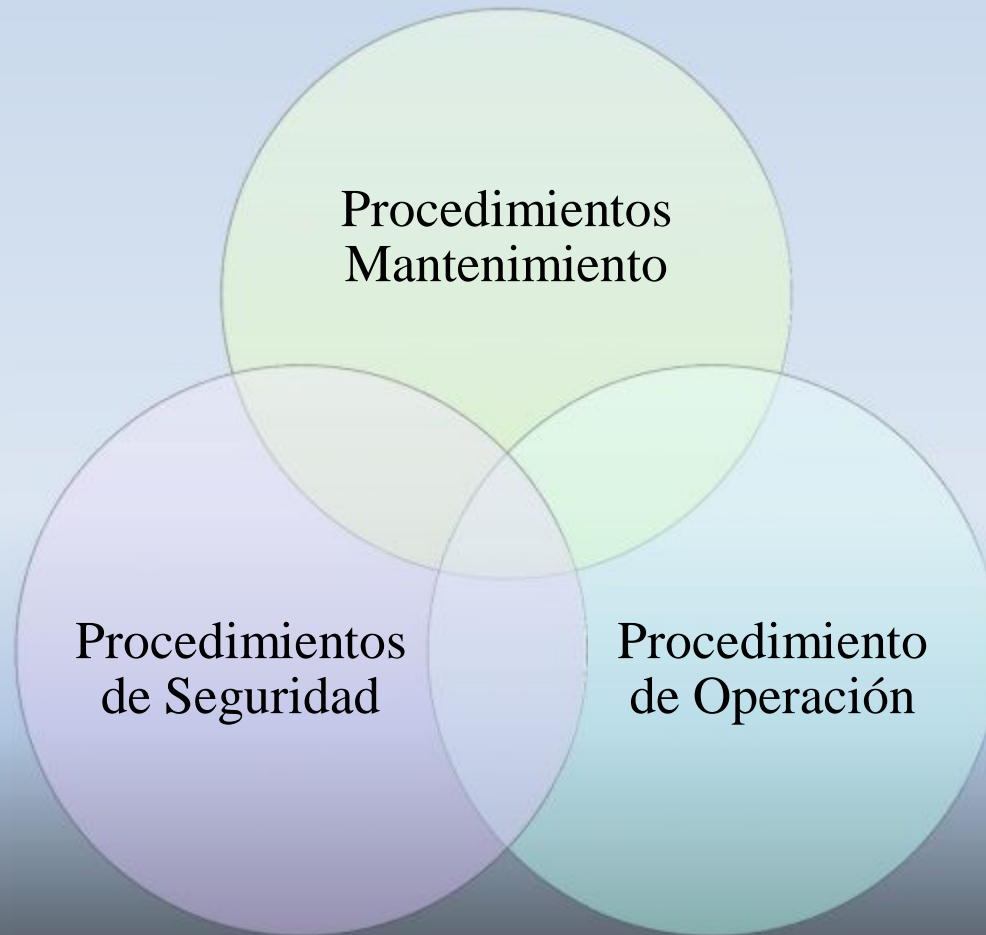 Procedimientos
Mantenimiento
Procedimientos
de Seguridad
Procedimiento
de Operación